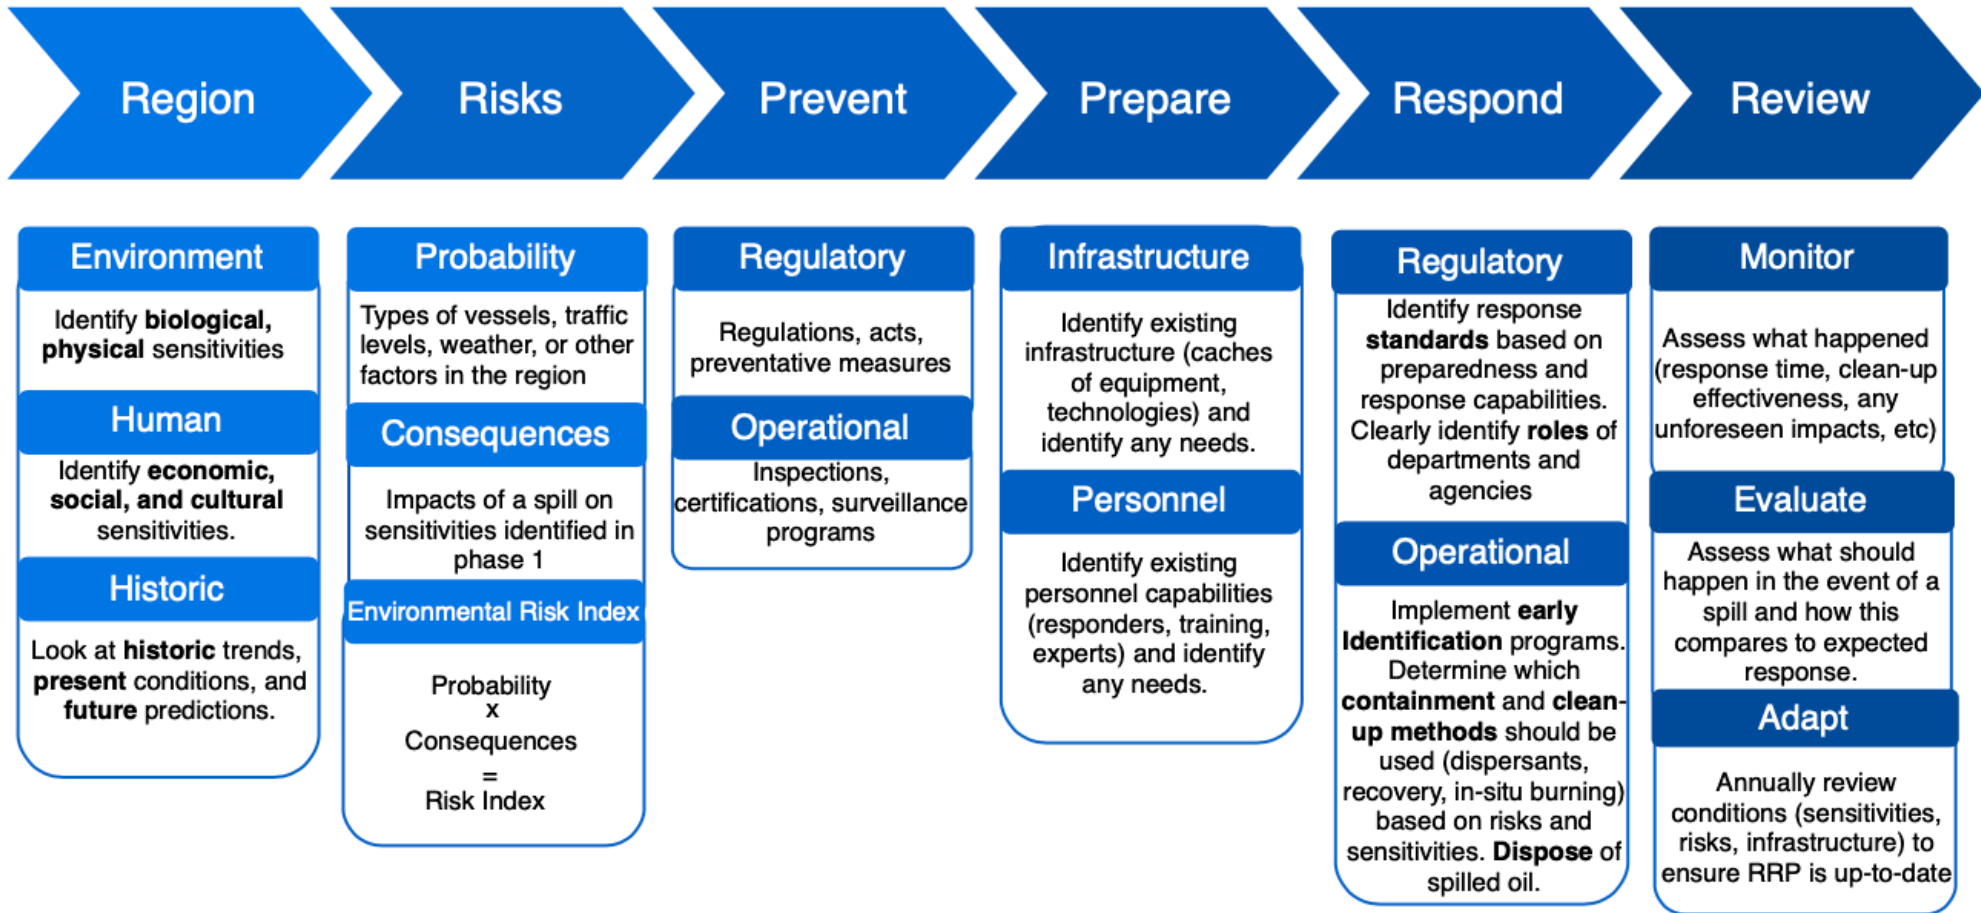 Region
Risks
Prevent
Prepare
Respond
Review
Environment
Identify biological,
physical sensitivities
Human
Identify economic,
social, and cultural
sensitivities.
Historic
Look at historic trends,
present conditions, and
future predictions.
Probability
Types of vessels, traffic
levels, weather, or other
factors in the region
Consequences
Impacts of a spill on
sensitivities identified in
phase 1
Environmental Risk Index
Probability
x
Consequences
=
Risk Index
Regulatory
Regulations, acts,
preventative measures
Operational
Inspections,
certifications, surveillance
programs
Infrastructure
Identify existing
infrastructure (caches
of equipment,
technologies) and
identify any needs.
Personnel
Identify existing
personnel capabilities
(responders, training,
experts) and identify
any needs.
Regulatory
Identify response
standards based on
preparedness and
response capabilities.
Clearly identify roles of
departments and
agencies
Operational
Implement early
Identification programs.
Determine which
containment and clean-
up methods should be
used (dispersants,
recovery, in-situ burning)
based on risks and
sensitivities. Dispose of
spilled oil.
Monitor
Assess what happened
(response time, clean-up
effectiveness, any
unforeseen impacts, etc)
Evaluate
Assess what should
happen in the event of a
spill and how this
compares to expected
response.
Adapt
Annually review
conditions (sensitivities,
risks, infrastructure) to
ensure RRP is up-to-date